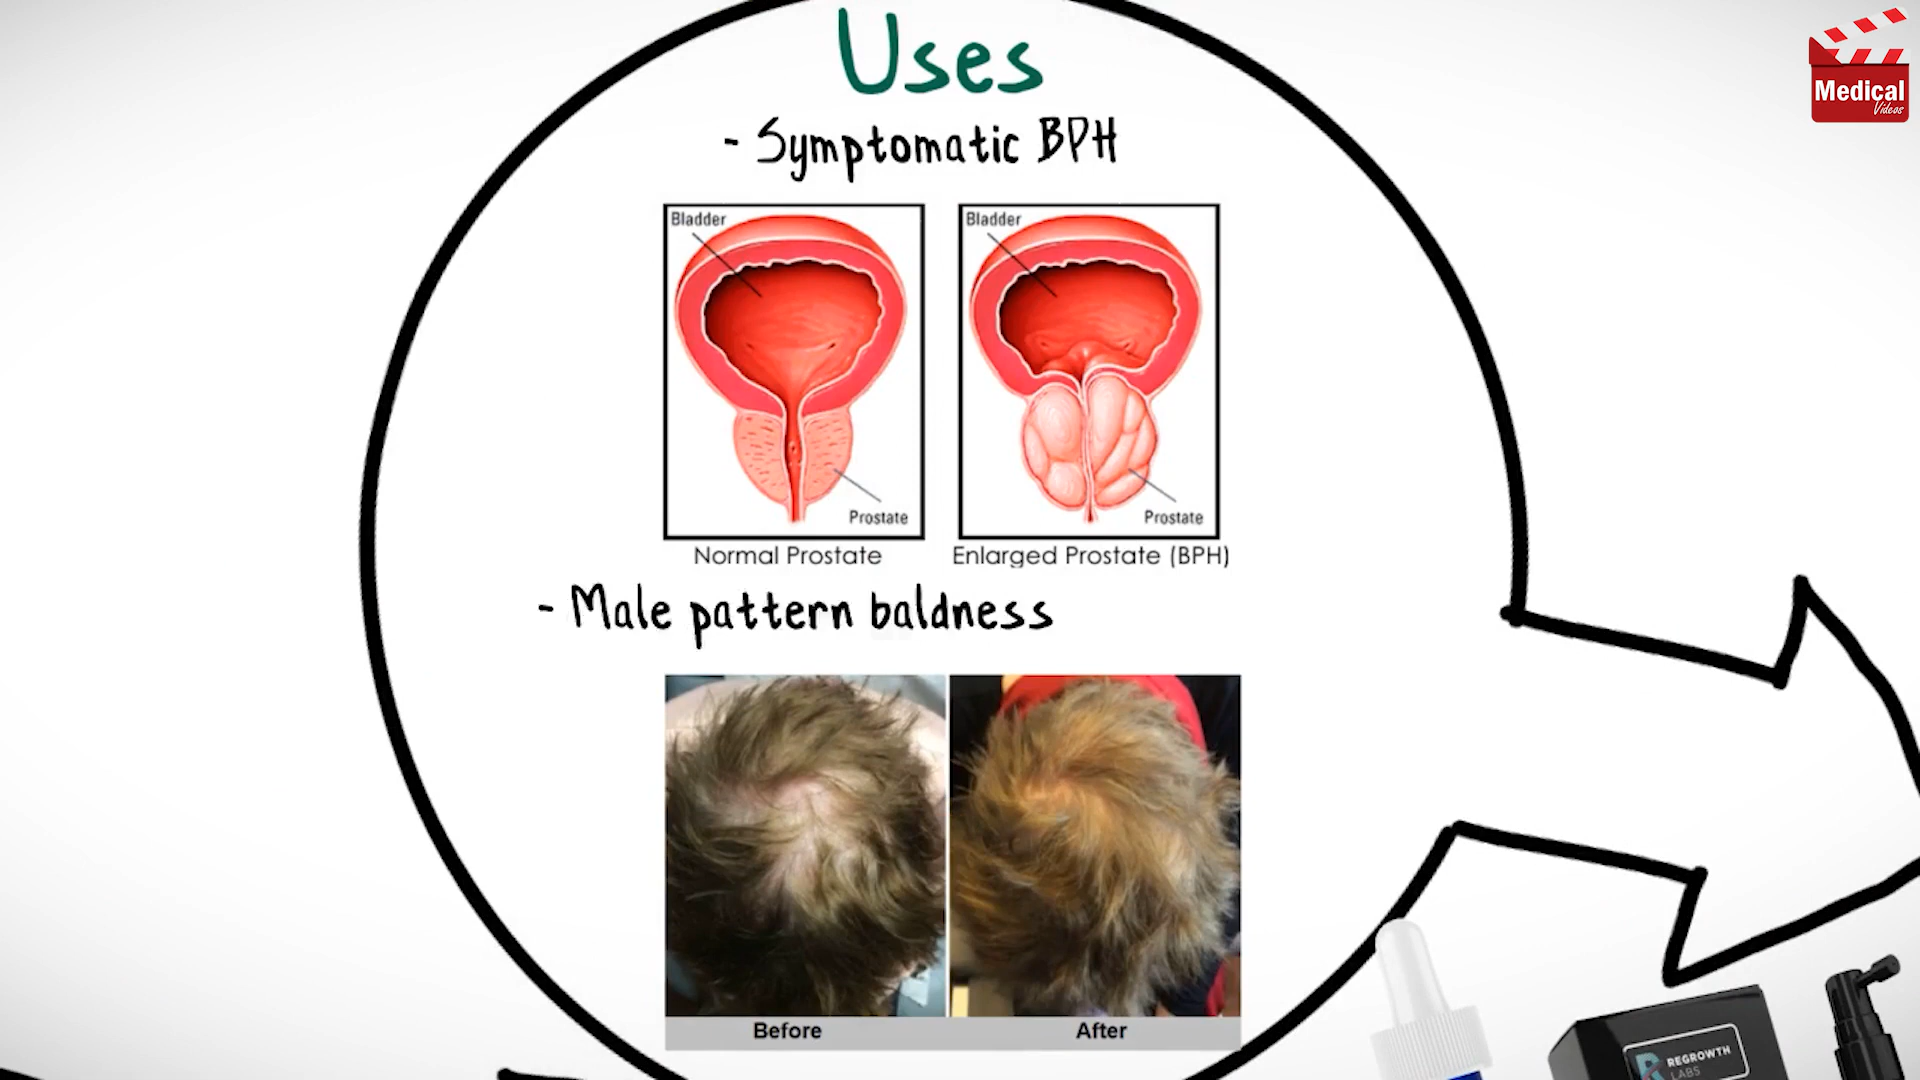 Uses
Medical
Videos
- Symptomatic BPH
Bladder
Bladder
Prostate
Prostate
Normal Prostate
Enlarged Prostate (BPH)
- Male pattern baldness
Before
After
REGROWTH
LABS